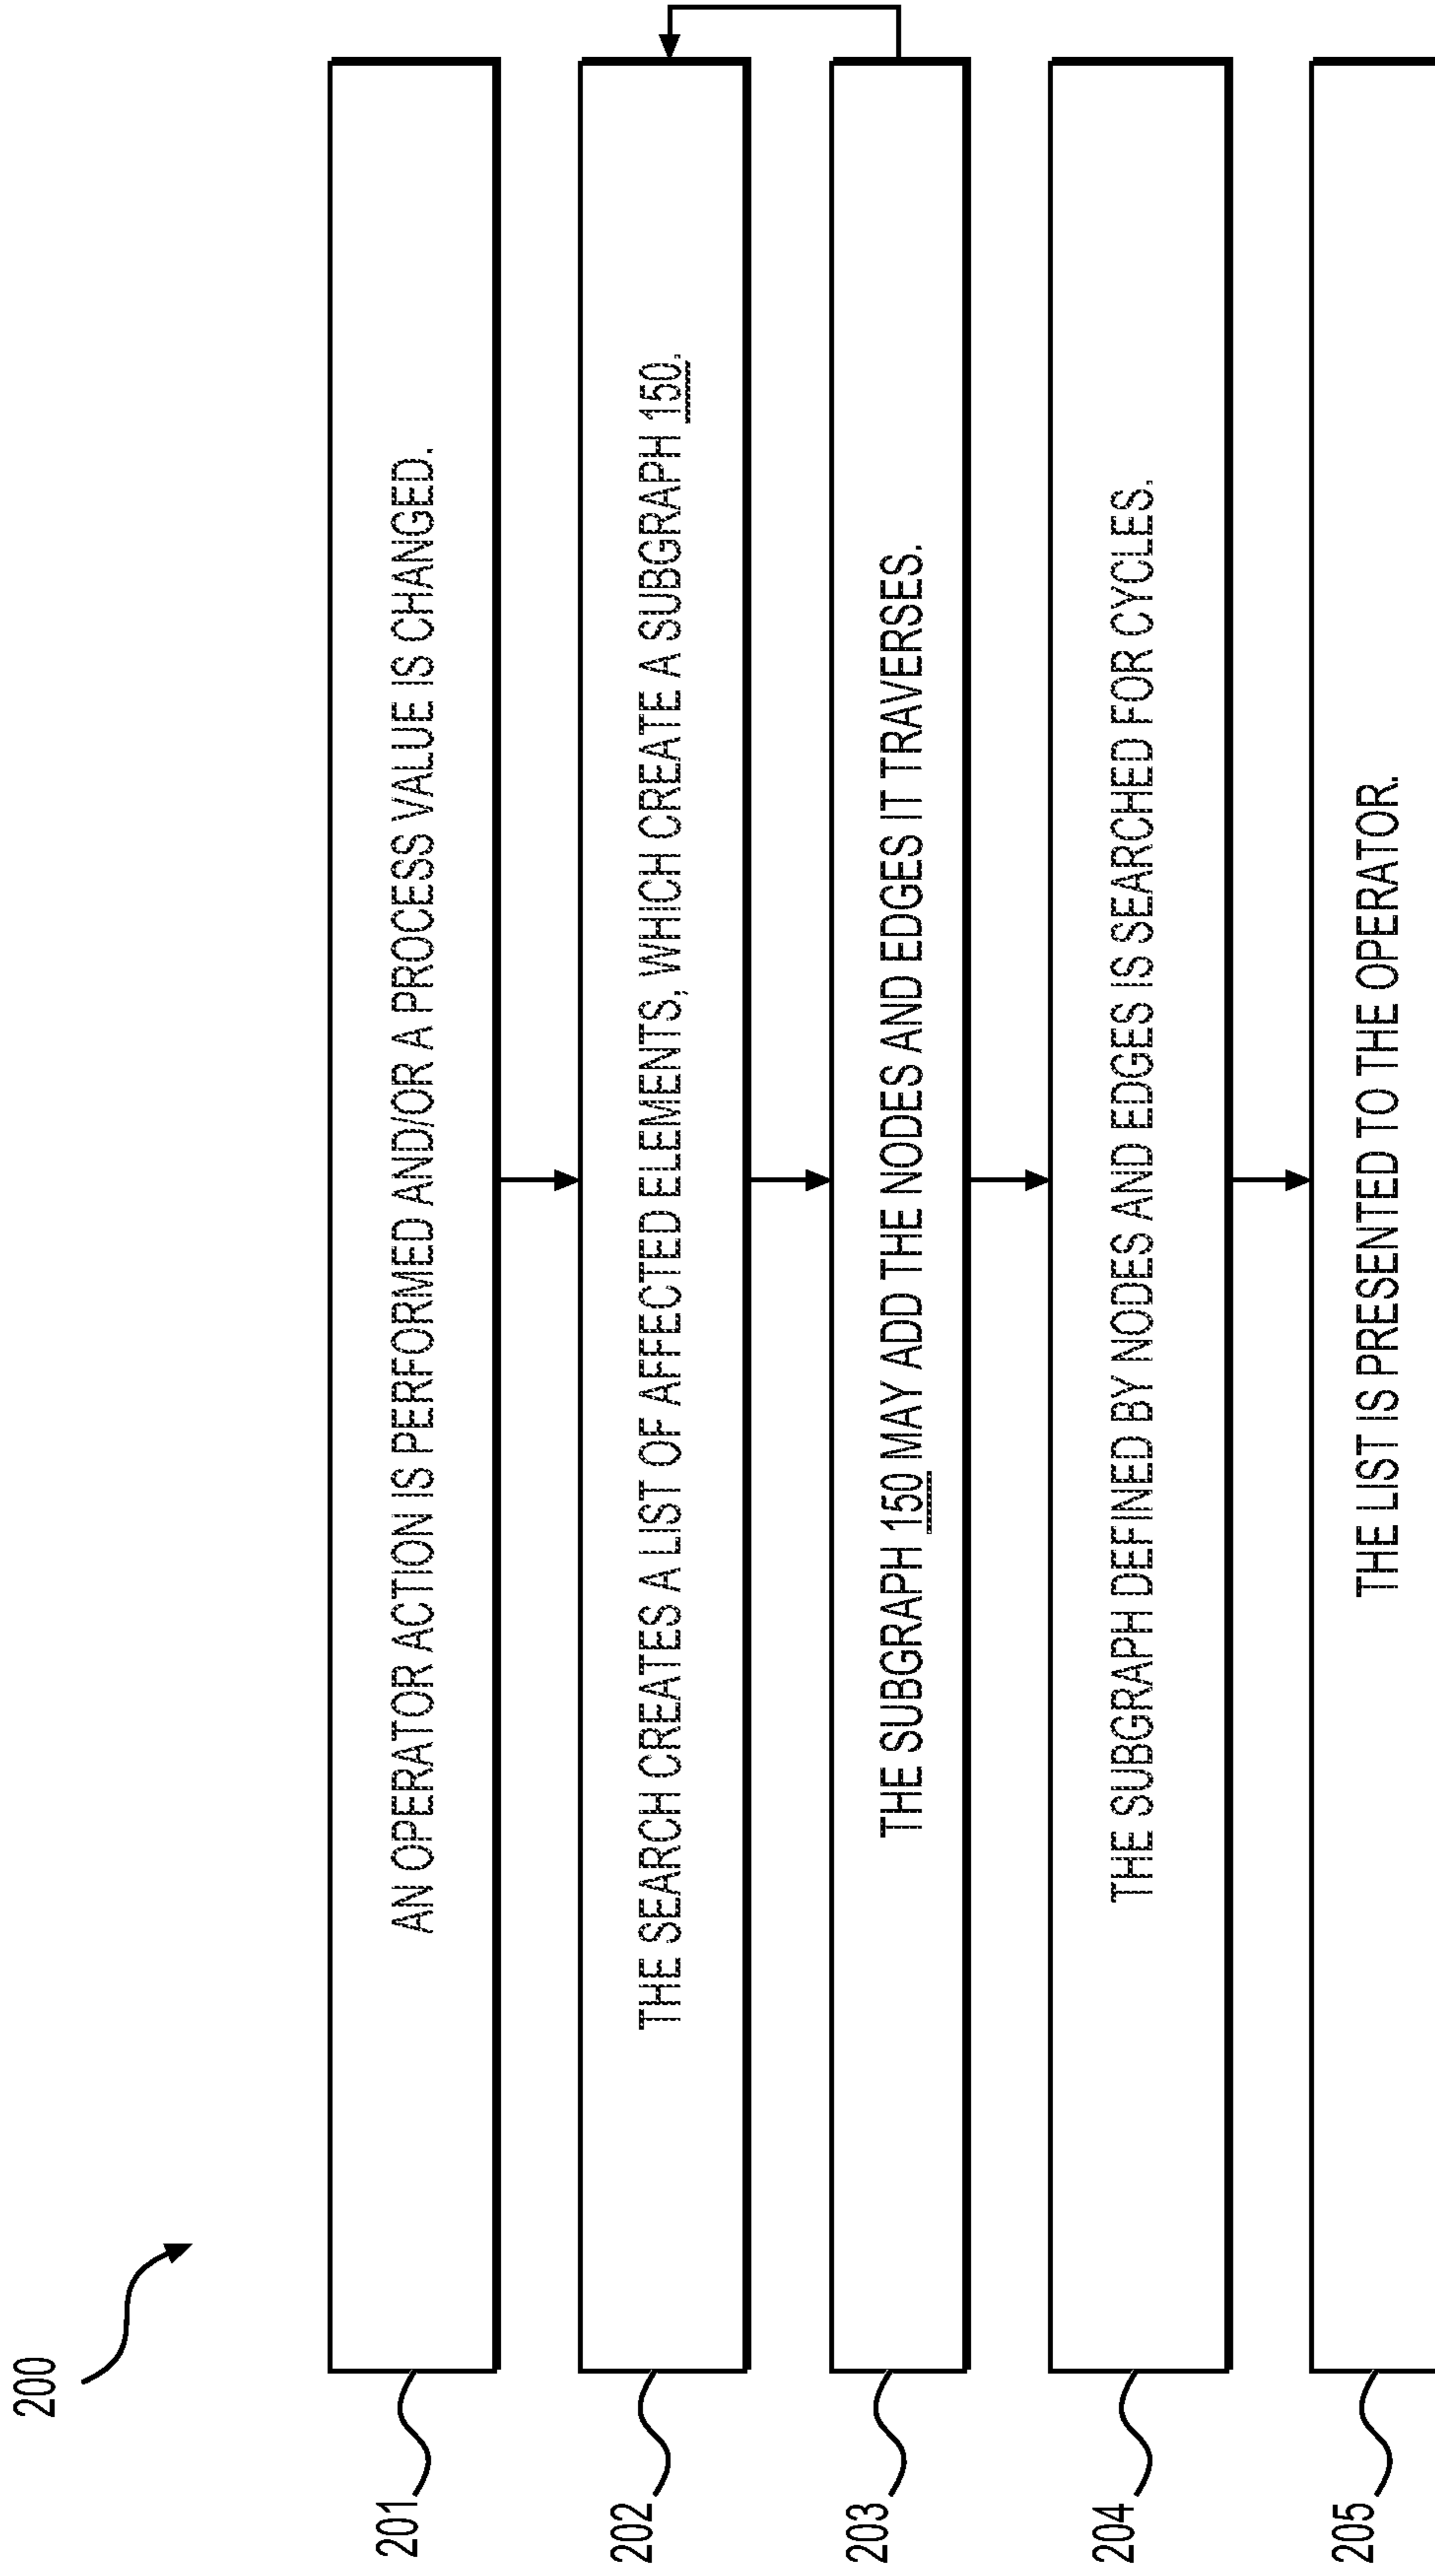 200
201
AN OPERATOR ACTION IS PERFORMED AND/OR A PROCESS VALUE IS CHANGED.
202
THE SEARCH CREATES A LIST OF AFFECTED ELEMENTS, WHICH CREATE A SUBGRAPH 150.
203
THE SUBGRAPH 150 MAY ADD THE NODES AND EDGES IT TRAVERSES.
204
THE SUBGRAPH DEFINED BY NODES AND EDGES IS SEARCHED FOR CYCLES.
205
THE LIST IS PRESENTED TO THE OPERATOR.